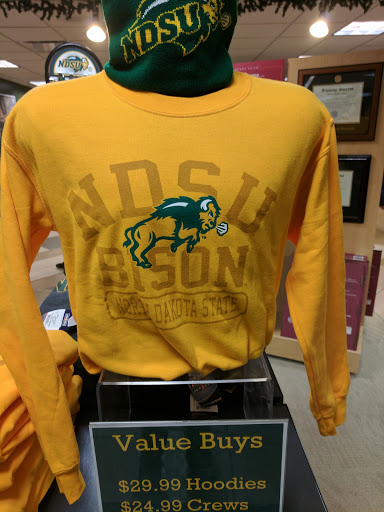 NDSU
NDSU
NDSU
BISON
NORTH DAKOTA STATE
Value Buys
$29.99 Hoodies
$24.99 Crews